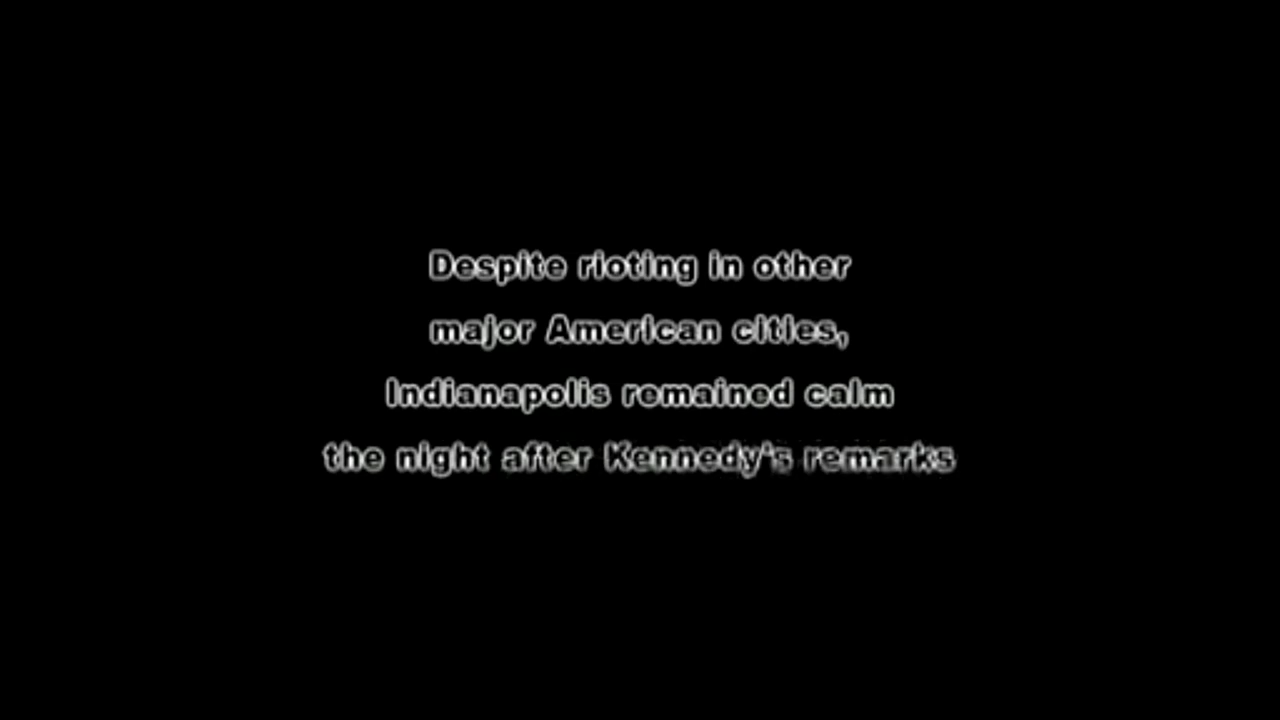 Despite rioting in other
major American cities,
Indianapolis remained calm
the night after Kennedy's remarks